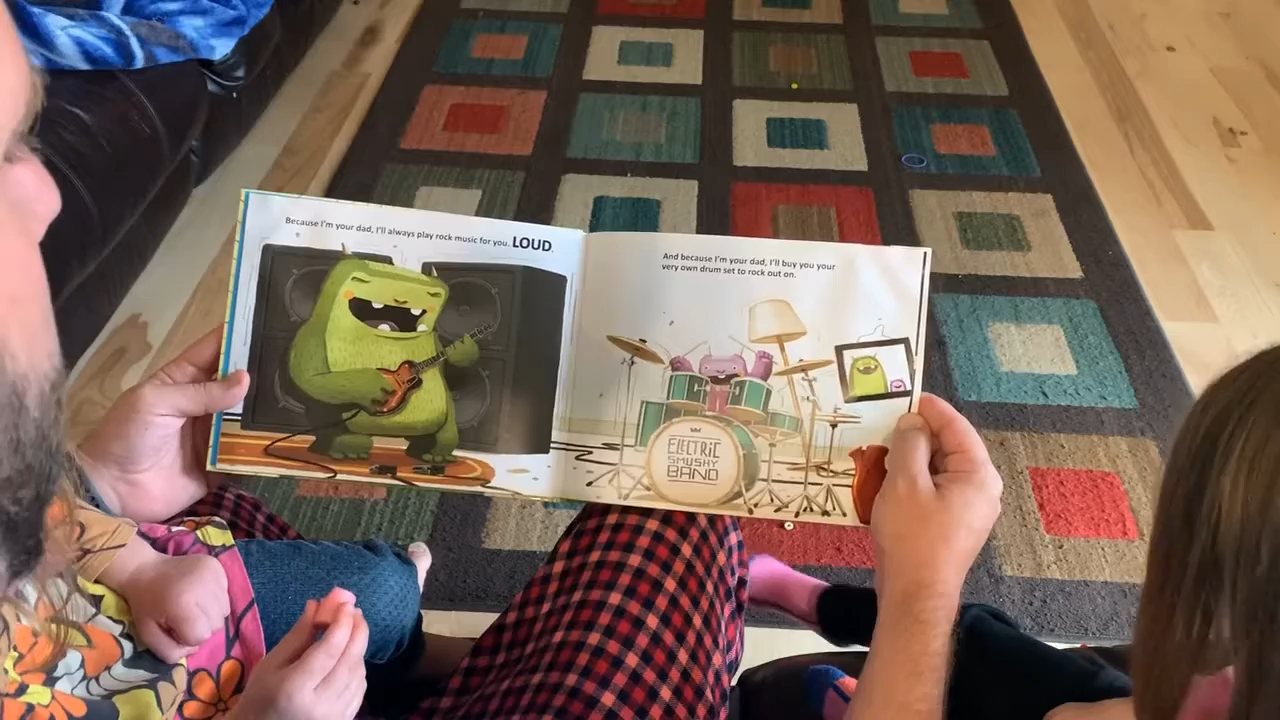 Because I'm your dad, I'll always play rock music for you. LOUD.
And because I'm your dad, I'll buy you your
very own drum set to rock out on.
ELECTRIC
SMUSHY
BAND